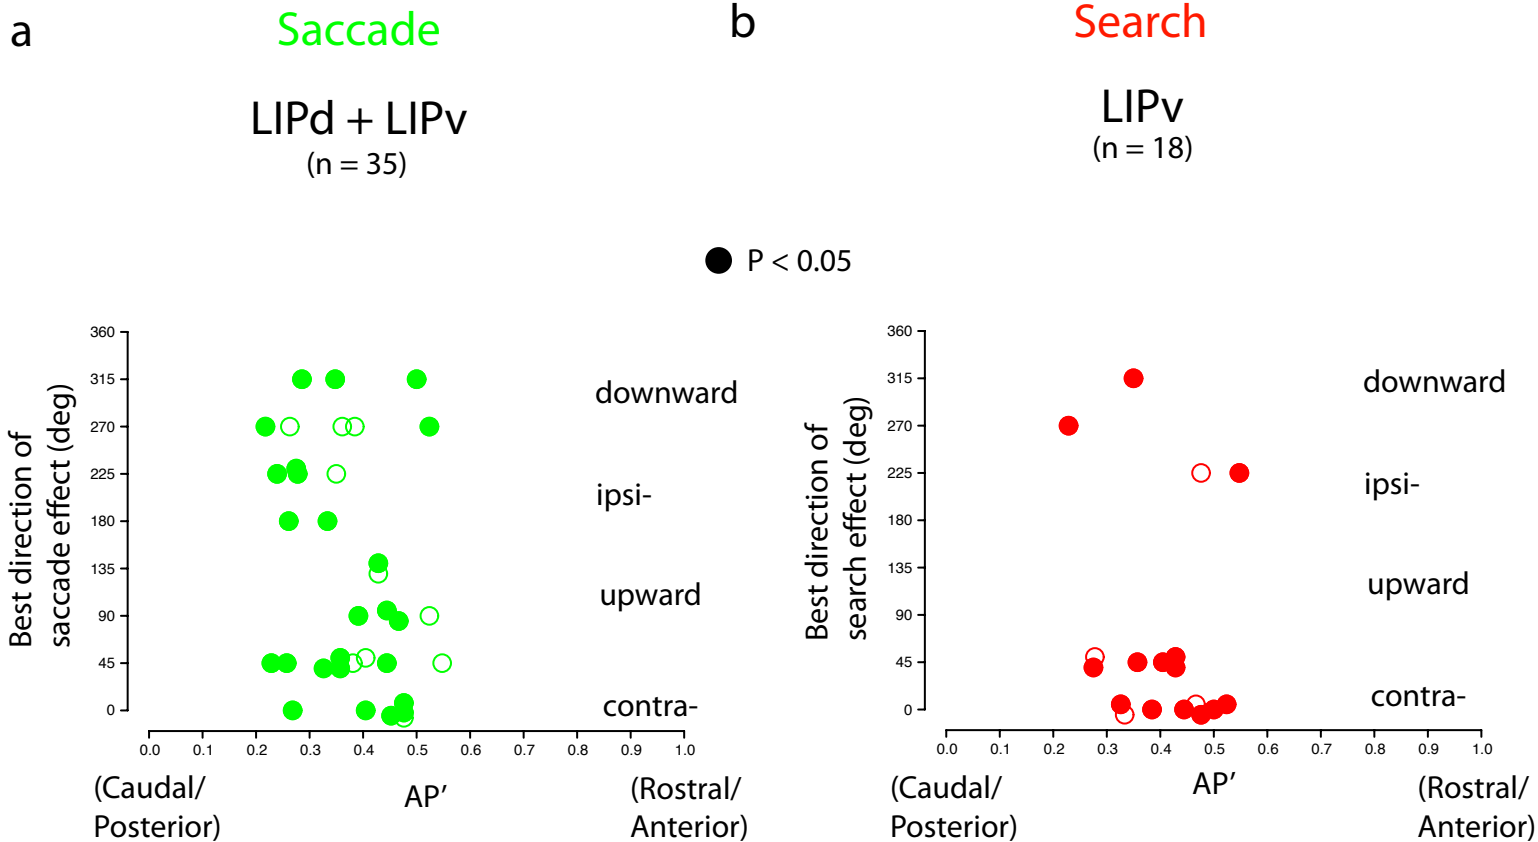 a
Saccade
LIPd + LIPv
(n = 35)
b
Search
LIPv
(n = 18)
P < 0.05
Best direction of
saccade effect (deg)
360
315
270
225
180
135
90
45
0
downward
ipsi-
upward
contra-
0.0 0.1 0.2 0.3 0.4 0.5 0.6 0.7 0.8 0.9 1.0
(Caudal/
Posterior)
AP’
(Rostral/
Anterior)
Best direction of
search effect (deg)
360
315
270
225
180
135
90
45
0
downward
ipsi-
upward
contra-
0.0 0.1 0.2 0.3 0.4 0.5 0.6 0.7 0.8 0.9 1.0
(Caudal/
Posterior)
AP’
(Rostral/
Anterior)